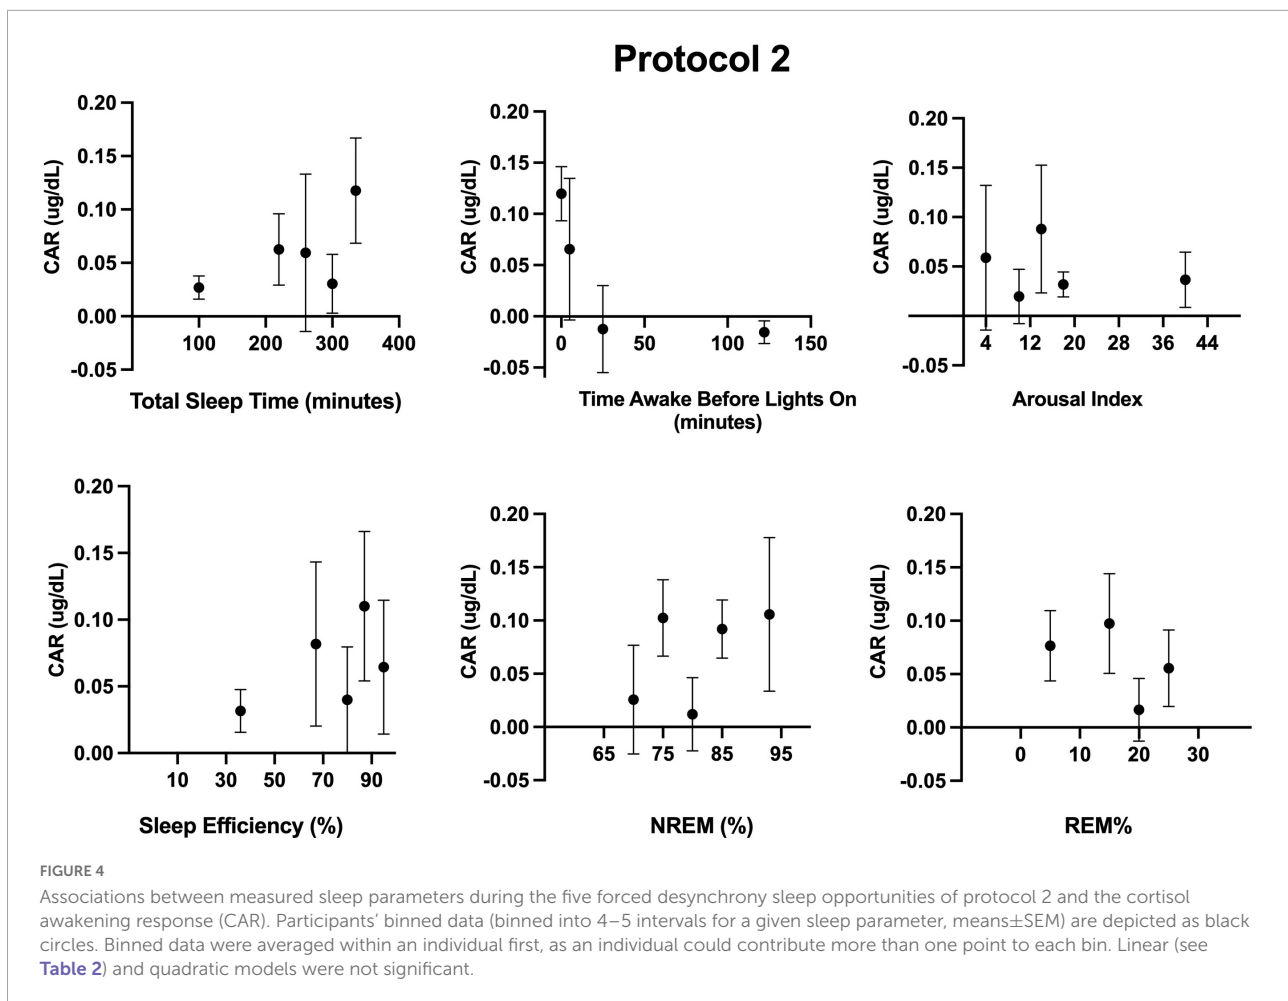 Protocol 2
0.20
0.15
0.10
0.05
0.00
-0.05
CAR (ug/dL)
100 200 300 400
Total Sleep Time (minutes)
0.20
0.15
0.10
0.05
0.00
-0.05
CAR (ug/dL)
0 50 100 150
Time Awake Before Lights On
(minutes)
0.20
0.15
0.10
0.05
-0.05
CAR (ug/dL)
4 12 20 28 36 44
Arousal Index
0.20
0.15
0.10
0.05
0.00
CAR (ug/dL)
10 30 50 70 90
Sleep Efficiency (%)
0.20
0.15
0.10
0.05
0.00
-0.05
CAR (ug/dL)
65 75 85 95
NREM (%)
0.20
0.15
0.10
0.05
0.00
-0.05
CAR (ug/dL)
0 10 20 30
REM%
FIGURE 4
Associations between measured sleep parameters during the five forced desynchrony sleep opportunities of protocol 2 and the cortisol
awakening response (CAR). Participants' binned data (binned into 4–5 intervals for a given sleep parameter, means±SEM) are depicted as black
circles. Binned data were averaged within an individual first, as an individual could contribute more than one point to each bin. Linear (see
Table 2) and quadratic models were not significant.